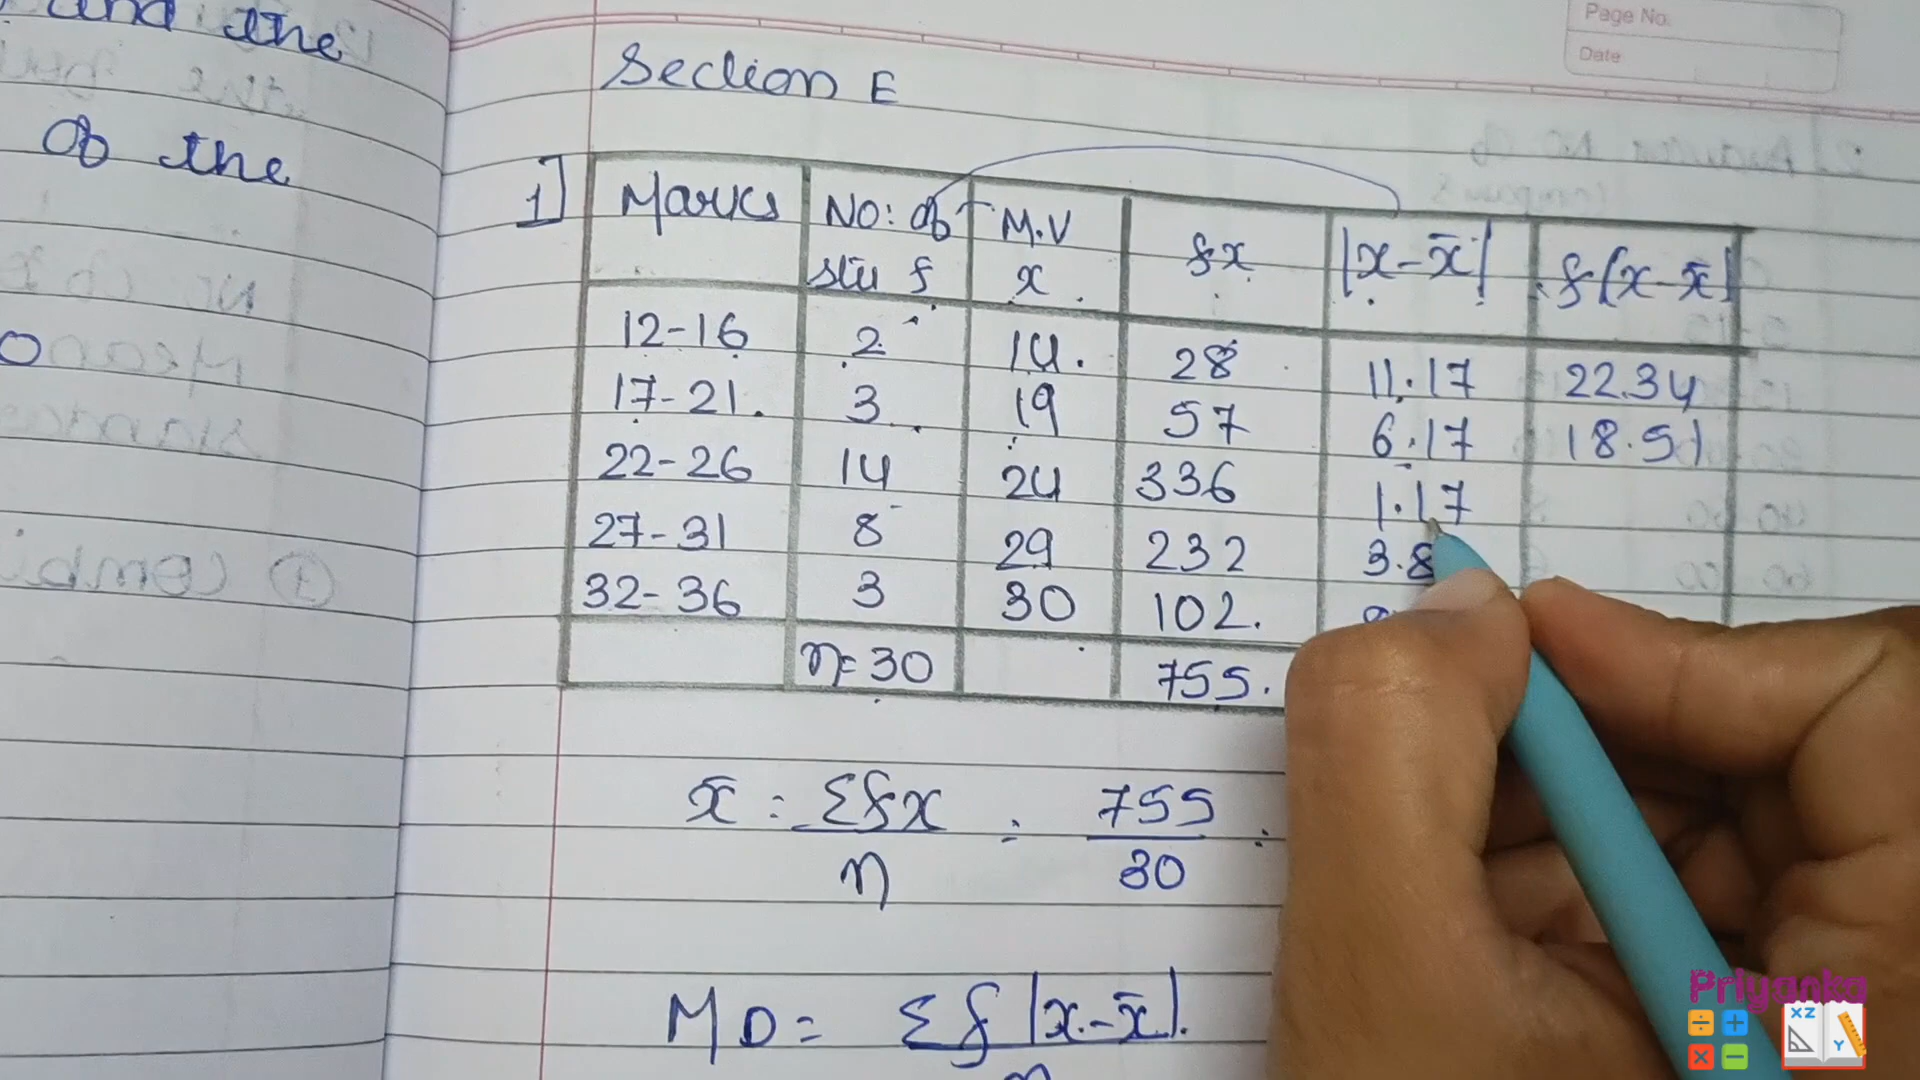 and the
Of the
Page No.
Date
Section E
1] Marks No: of stu f M.V x fx |x-x̄| f|x-x̄|
12-16 2 14. 28 11.17 22.34
17-21. 3 19 57 6.17 18.51
22-26 14 24 336 1.17
27-31 8 29 232 3.8
32-36 3 30 102.
n=30 755.
x̄ = Σfx / n = 755 / 30 =
MD = Σf|x-x̄|. / n
Priyanka
XZ
Y